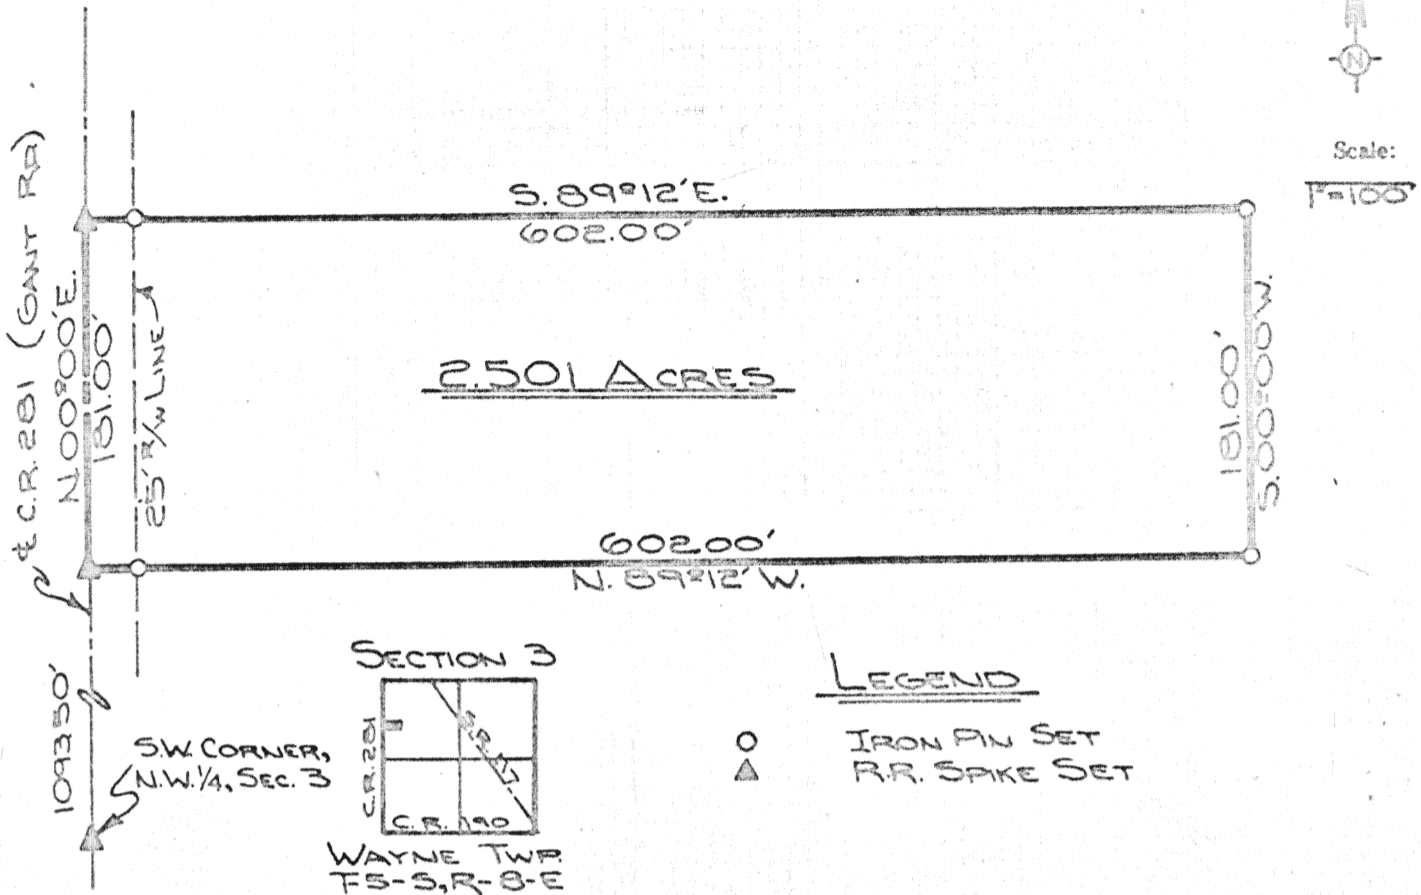 N
Scale:
1"=100'
S. 89°12' E.
602.00'
₵ C.R. 281 (GANT RD)
N. 00°00' E.
181.00'
25' R/W LINE
2.501 ACRES
181.00'
S. 00°00' W.
602.00'
N. 89°12' W.
1093.50'
S.W. CORNER,
N.W. 1/4, SEC. 3
SECTION 3
C.R. 281
C.R. 190
WAYNE TWP.
T-5-S, R-8-E
LEGEND
IRON PIN SET
R.R. SPIKE SET